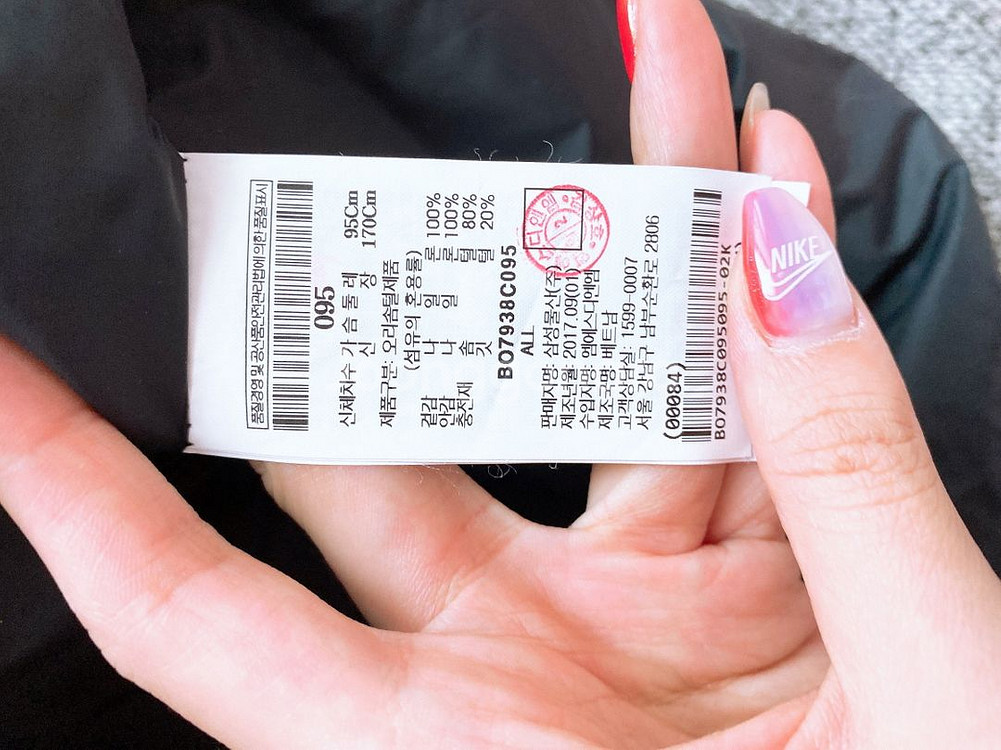 품질경영 및 공산품안전관리법에 의한 품질표시
095
신체치수 가 슴 둘 레 95Cm
신 장 170Cm
제품구분: 오리솜털제품
(섬유의 혼용율)
겉감 나 일 론 100%
안감 나 일 론 100%
충전재 솜 털 80%
깃 털 20%
BO7938C095
ALL
판매자명: 삼성물산(주)
제조년월: 2017.0901
수입자명: 엠에스디앤엠
제조국명: 베트남
고객상담실: 1599-0007
서울 강남구 남부순환로 2806
(00084)
BO7938C095095-02K
NIKE